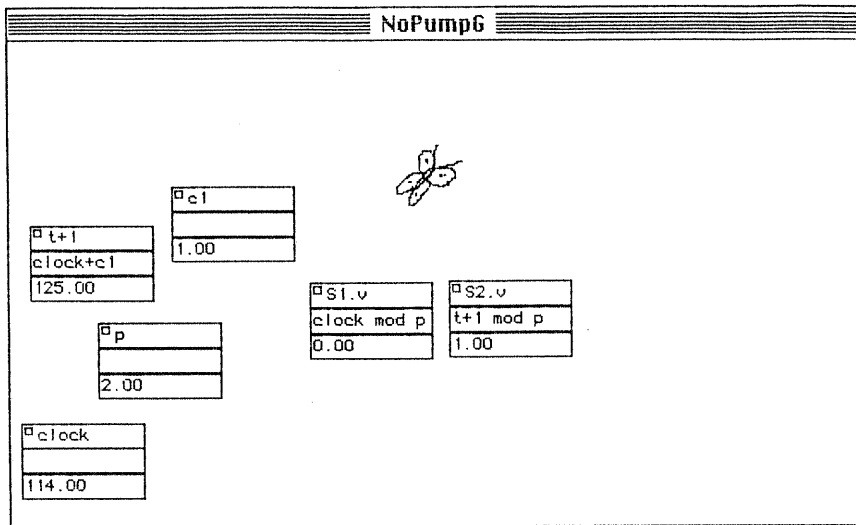 NoPumpG
c1
1.00
t+1
clock+c1
125.00
S1.v
clock mod p
0.00
S2.v
t+1 mod p
1.00
p
2.00
clock
114.00